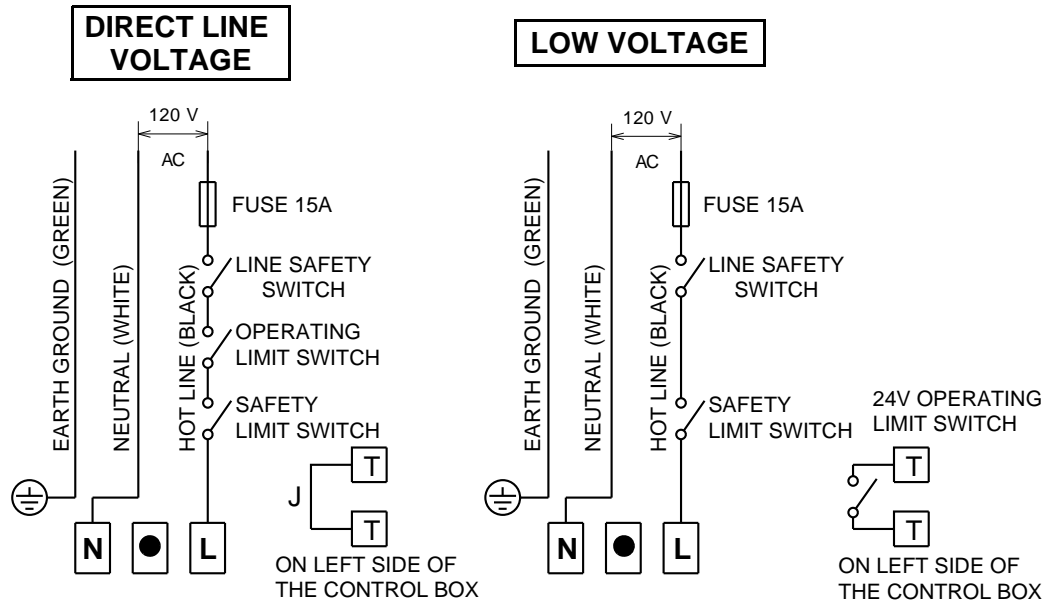 DIRECT LINE
VOLTAGE
120 V
AC
EARTH GROUND (GREEN)
NEUTRAL (WHITE)
HOT LINE (BLACK)
FUSE 15A
LINE SAFETY
SWITCH
OPERATING
LIMIT SWITCH
SAFETY
LIMIT SWITCH
J
T
T
N
L
ON LEFT SIDE OF
THE CONTROL BOX
LOW VOLTAGE
120 V
AC
EARTH GROUND (GREEN)
NEUTRAL (WHITE)
HOT LINE (BLACK)
FUSE 15A
LINE SAFETY
SWITCH
SAFETY
LIMIT SWITCH
24V OPERATING
LIMIT SWITCH
T
T
N
L
ON LEFT SIDE OF
THE CONTROL BOX